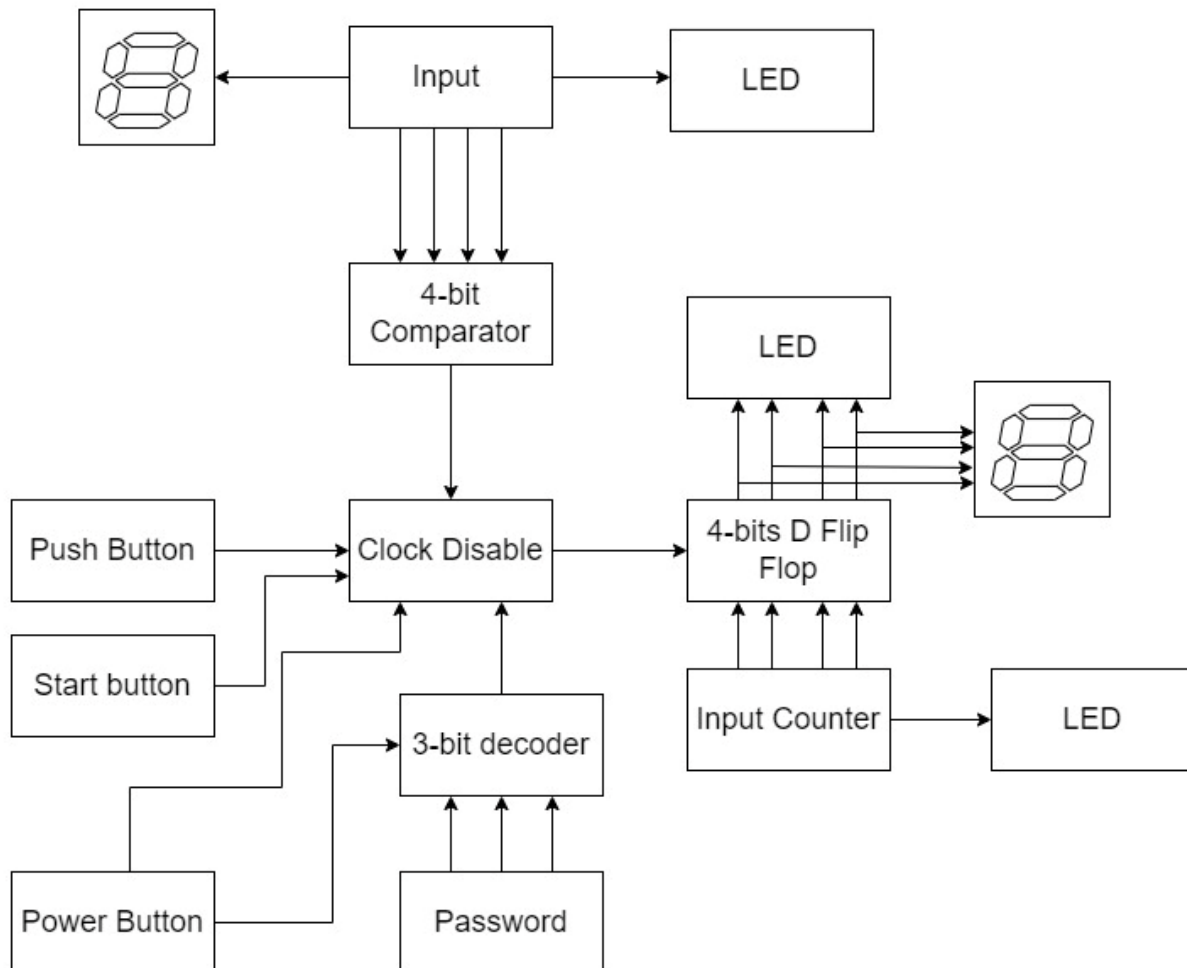 Input
LED
4-bit
Comparator
LED
Push Button
Clock Disable
4-bits D Flip
Flop
Start button
3-bit decoder
Input Counter
LED
Power Button
Password